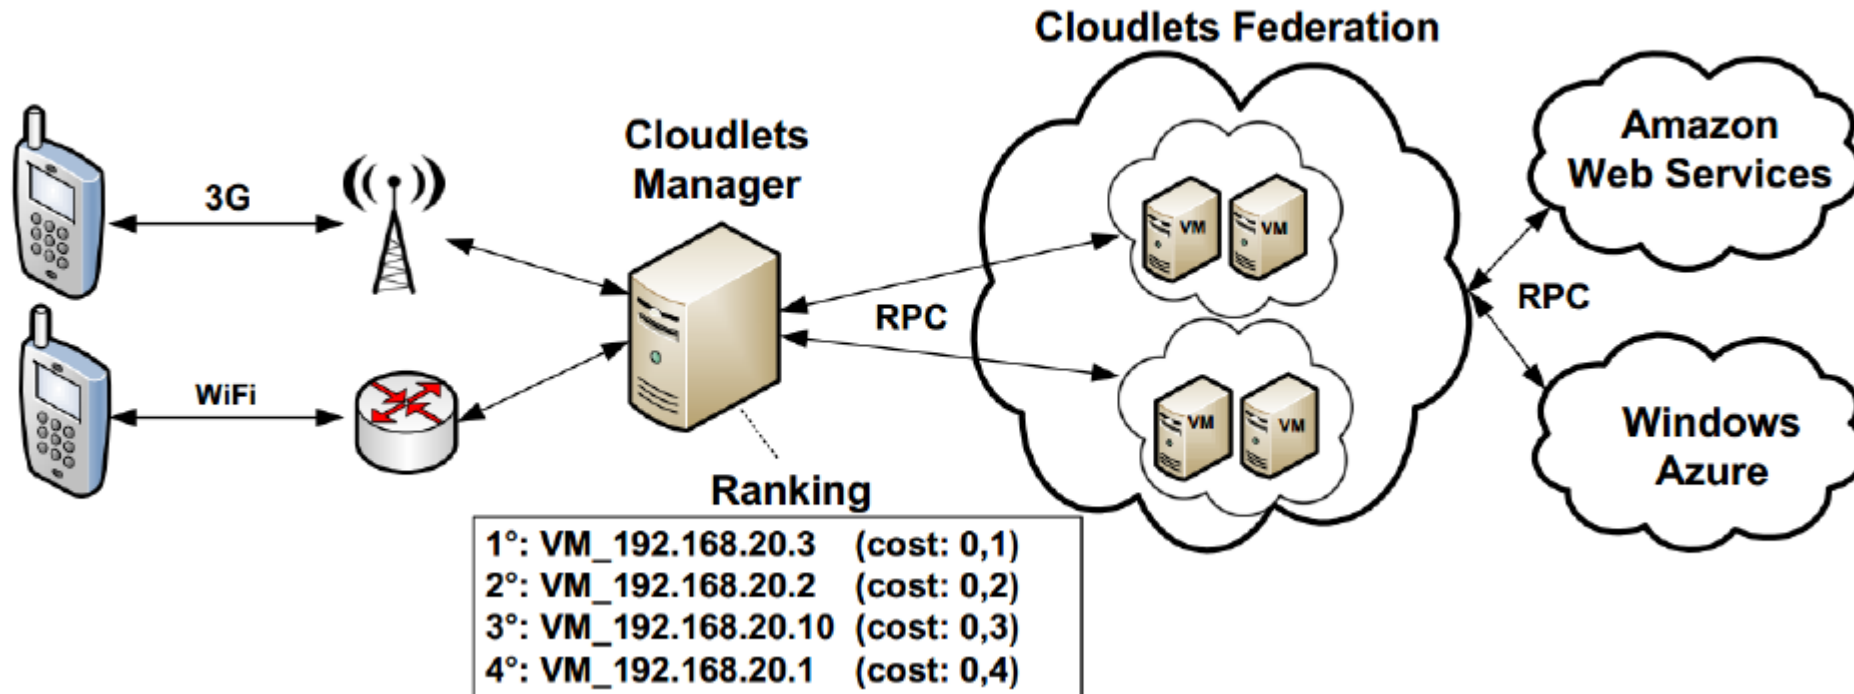 Cloudlets Federation
3G
WiFi
Cloudlets
Manager
RPC
VM
VM
VM
VM
RPC
Amazon
Web Services
Windows
Azure
Ranking
1°: VM_192.168.20.3 (cost: 0,1)
2°: VM_192.168.20.2 (cost: 0,2)
3°: VM_192.168.20.10 (cost: 0,3)
4°: VM_192.168.20.1 (cost: 0,4)